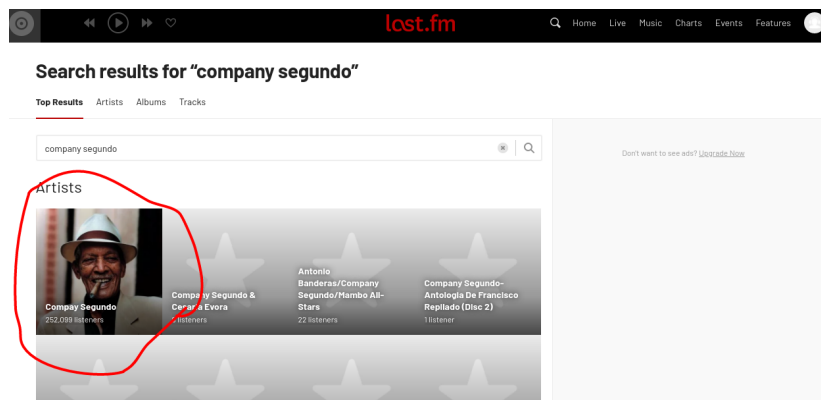 last.fm
Home Live Music Charts Events Features
Search results for “company segundo”
Top Results Artists Albums Tracks
company segundo
Don't want to see ads? Upgrade Now
Artists
Compay Segundo
252,099 listeners
Company Segundo &
Cesaria Evora
listeners
Antonio
Banderas/Company
Segundo/Mambo All-
Stars
22 listeners
Company Segundo-
Antologia De Francisco
Repilado (Disc 2)
1 listener